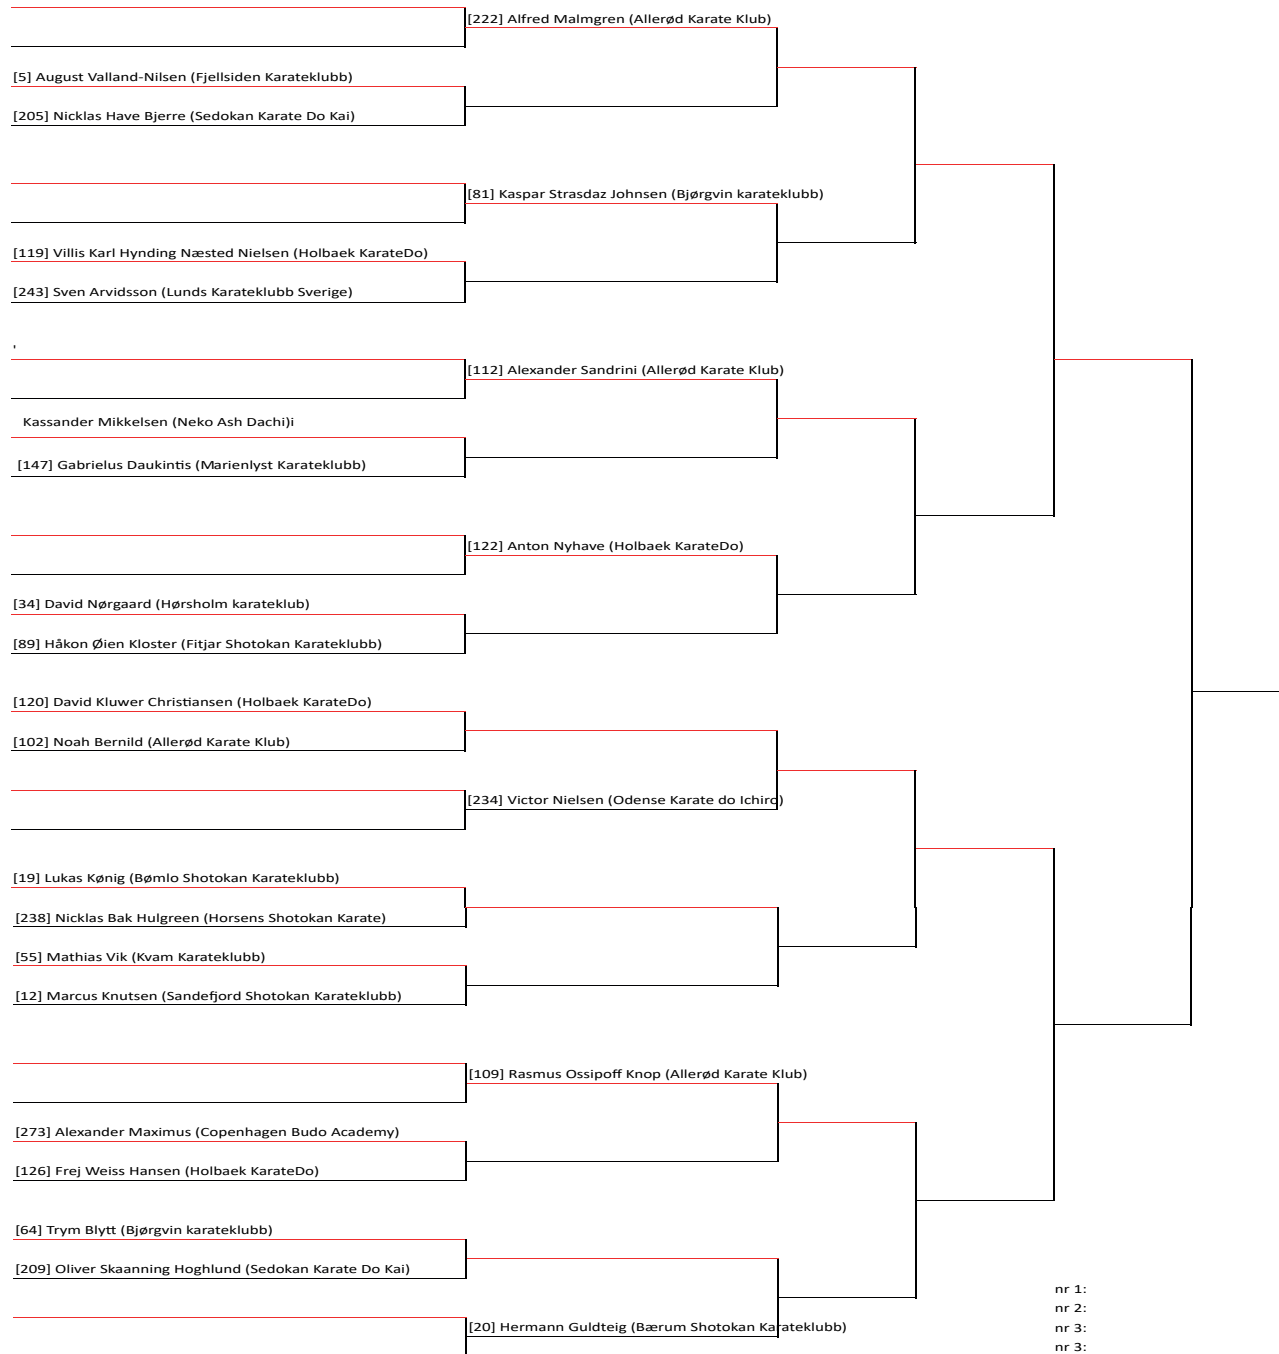 [222] Alfred Malmgren (Allerød Karate Klub)
[5] August Valland-Nilsen (Fjellsiden Karateklubb)
[205] Nicklas Have Bjerre (Sedokan Karate Do Kai)
[81] Kaspar Strasdaz Johnsen (Bjørgvin karateklubb)
[119] Villis Karl Hynding Næsted Nielsen (Holbaek KarateDo)
[243] Sven Arvidsson (Lunds Karateklubb Sverige)
'
[112] Alexander Sandrini (Allerød Karate Klub)
Kassander Mikkelsen (Neko Ash Dachi)i
[147] Gabrielus Daukintis (Marienlyst Karateklubb)
[122] Anton Nyhave (Holbaek KarateDo)
[34] David Nørgaard (Hørsholm karateklub)
[89] Håkon Øien Kloster (Fitjar Shotokan Karateklubb)
[120] David Kluwer Christiansen (Holbaek KarateDo)
[102] Noah Bernild (Allerød Karate Klub)
[234] Victor Nielsen (Odense Karate do Ichiro)
[19] Lukas Kønig (Bømlo Shotokan Karateklubb)
[238] Nicklas Bak Hulgreen (Horsens Shotokan Karate)
[55] Mathias Vik (Kvam Karateklubb)
[12] Marcus Knutsen (Sandefjord Shotokan Karateklubb)
[109] Rasmus Ossipoff Knop (Allerød Karate Klub)
[273] Alexander Maximus (Copenhagen Budo Academy)
[126] Frej Weiss Hansen (Holbaek KarateDo)
[64] Trym Blytt (Bjørgvin karateklubb)
[209] Oliver Skaanning Hoghlund (Sedokan Karate Do Kai)
[20] Hermann Guldteig (Bærum Shotokan Karateklubb)
nr 1:
nr 2:
nr 3:
nr 3: